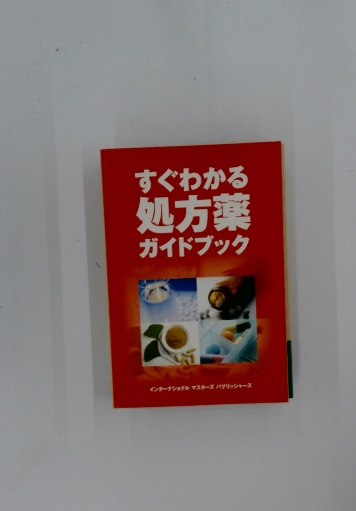 すぐわかる
処方薬
ガイドブック
インターナショナル マスターズ パブリッシャーズ